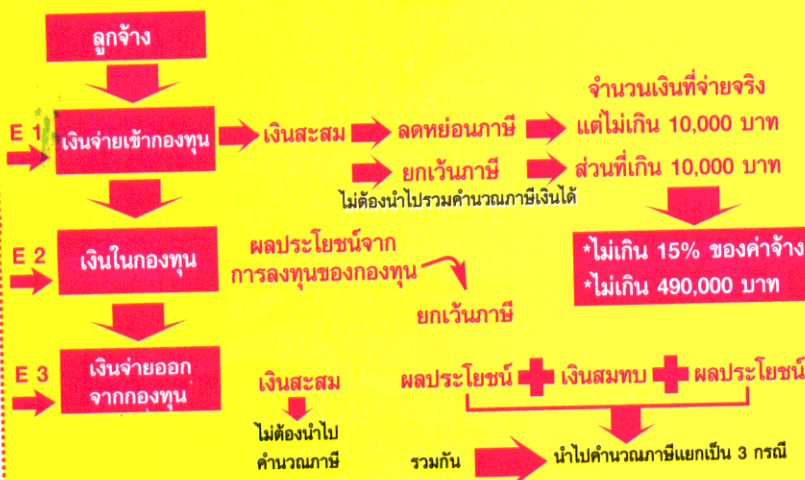 ลูกจ้าง
E 1
เงินจ่ายเข้ากองทุน
เงินสะสม
ลดหย่อนภาษี
จำนวนเงินที่จ่ายจริง
แต่ไม่เกิน 10,000 บาท
ยกเว้นภาษี
ส่วนที่เกิน 10,000 บาท
ไม่ต้องนำไปรวมคำนวณภาษีเงินได้
*ไม่เกิน 15% ของค่าจ้าง
*ไม่เกิน 490,000 บาท
E 2
เงินในกองทุน
ผลประโยชน์จาก
การลงทุนของกองทุน
ยกเว้นภาษี
E 3
เงินจ่ายออก
จากกองทุน
เงินสะสม
ไม่ต้องนำไป
คำนวณภาษี
ผลประโยชน์ + เงินสมทบ + ผลประโยชน์
รวมกัน
นำไปคำนวณภาษีแยกเป็น 3 กรณี